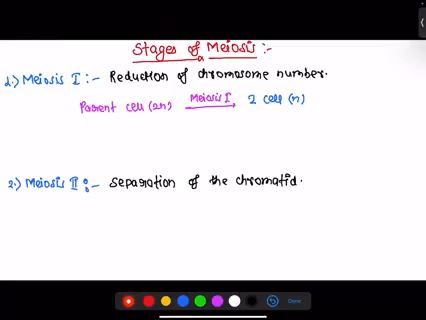 Stages of Meiosis :-
1.) Meiosis I :- Reduction of chromosome number.
Parent cell (2n) Meiosis I 2 cell (n)
2.) Meiosis II :- Separation of the chromatid.
Done